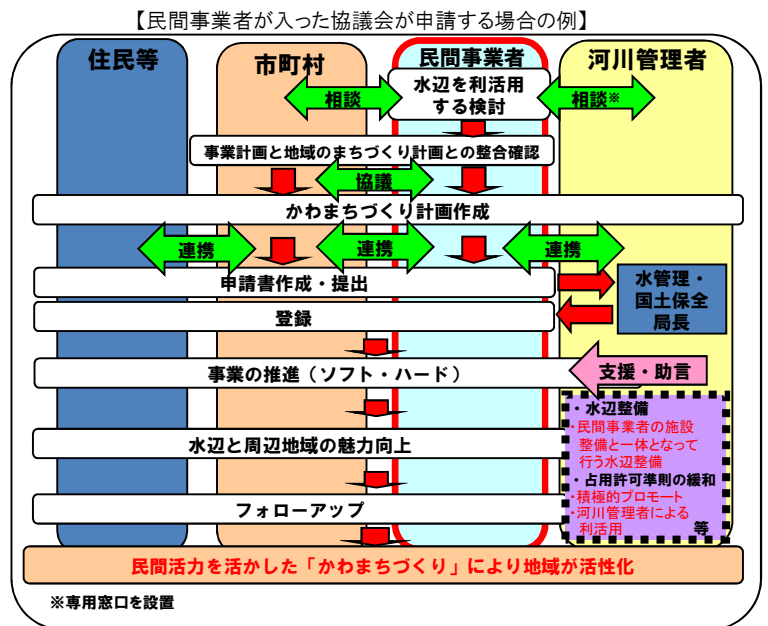 【民間事業者が入った協議会が申請する場合の例】
住民等
市町村
民間事業者
河川管理者
相談
水辺を利活用
する検討
相談※
事業計画と地域のまちづくり計画との整合確認
協議
かわまちづくり計画作成
連携
連携
連携
申請書作成・提出
登録
水管理・
国土保全
局長
事業の推進（ソフト・ハード）
支援・助言
・水辺整備
・民間事業者の施設
整備と一体となって
行う水辺整備
・占用許可準則の緩和
・積極的プロモート
・河川管理者による
利活用
等
水辺と周辺地域の魅力向上
フォローアップ
民間活力を活かした「かわまちづくり」により地域が活性化
※専用窓口を設置